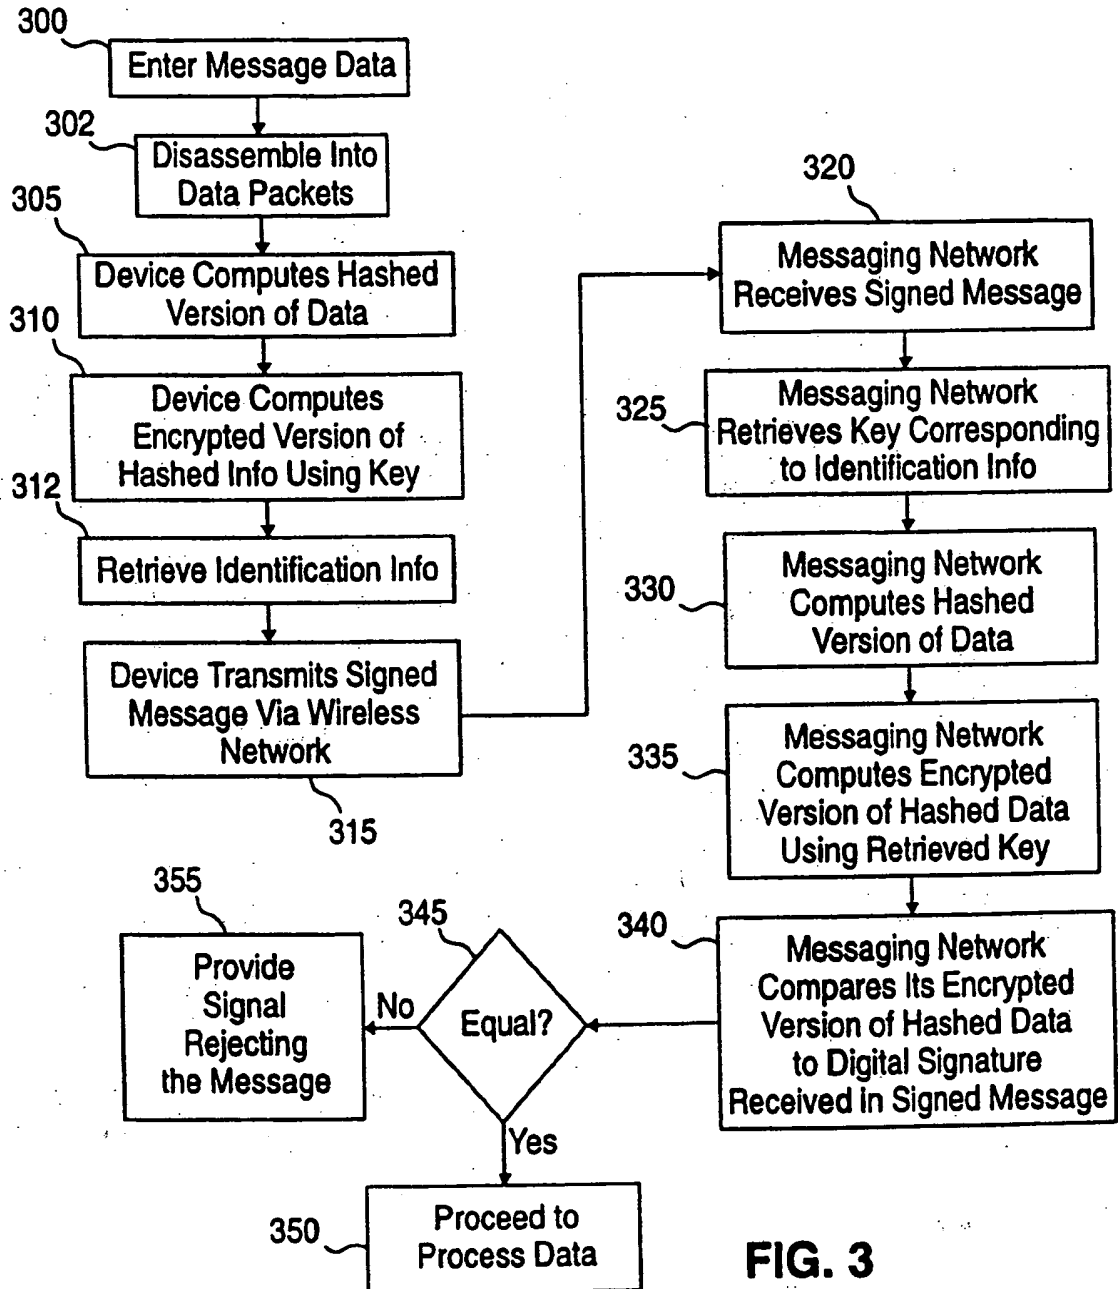 300
Enter Message Data
302
Disassemble Into
Data Packets
305
Device Computes Hashed
Version of Data
310
Device Computes
Encrypted Version of
Hashed Info Using Key
312
Retrieve Identification Info
Device Transmits Signed
Message Via Wireless
Network
315
320
Messaging Network
Receives Signed Message
325
Messaging Network
Retrieves Key Corresponding
to Identification Info
330
Messaging Network
Computes Hashed
Version of Data
335
Messaging Network
Computes Encrypted
Version of Hashed Data
Using Retrieved Key
340
Messaging Network
Compares Its Encrypted
Version of Hashed Data
to Digital Signature
Received in Signed Message
345
Equal?
No
355
Provide
Signal
Rejecting
the Message
Yes
350
Proceed to
Process Data
FIG. 3